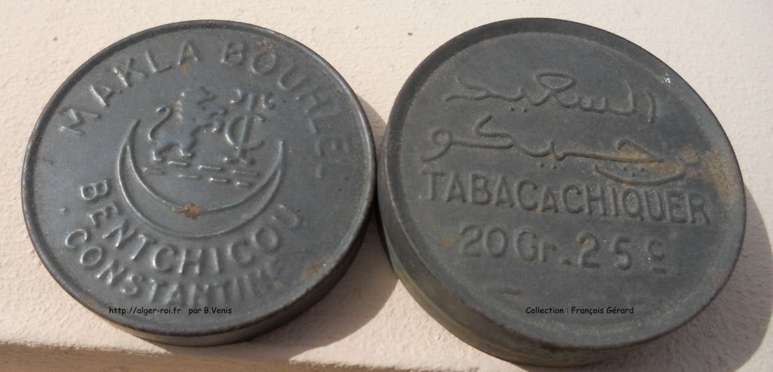 MAKLA BOUHLEL
BENTCHICOU
CONSTANTINE
السعيد
بنجيكو
TABAC A CHIQUER
20 Gr. 25 c
http://alger-roi.fr par B.Venis
Collection : François Gérard